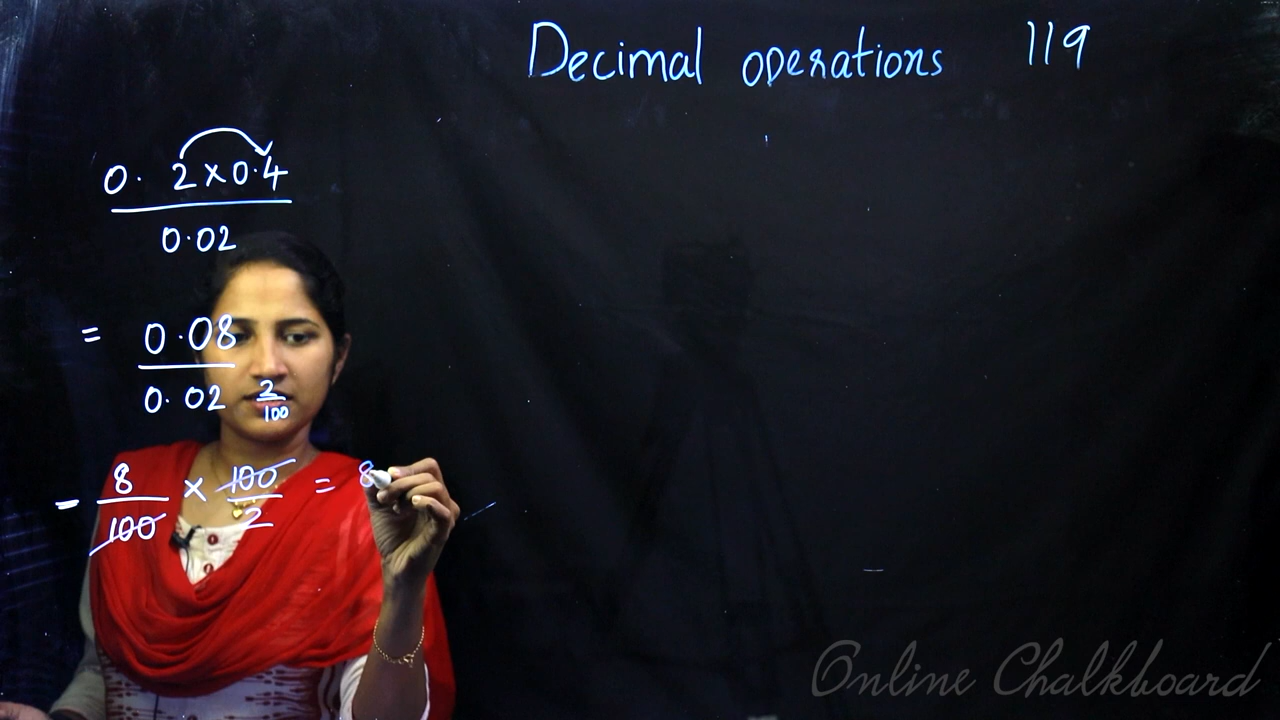 Decimal operations 119
0. 2 × 0.4
0.02
= 0.08
0.02 2
100
= 8 × 100 = 8
100 2
Online Chalkboard